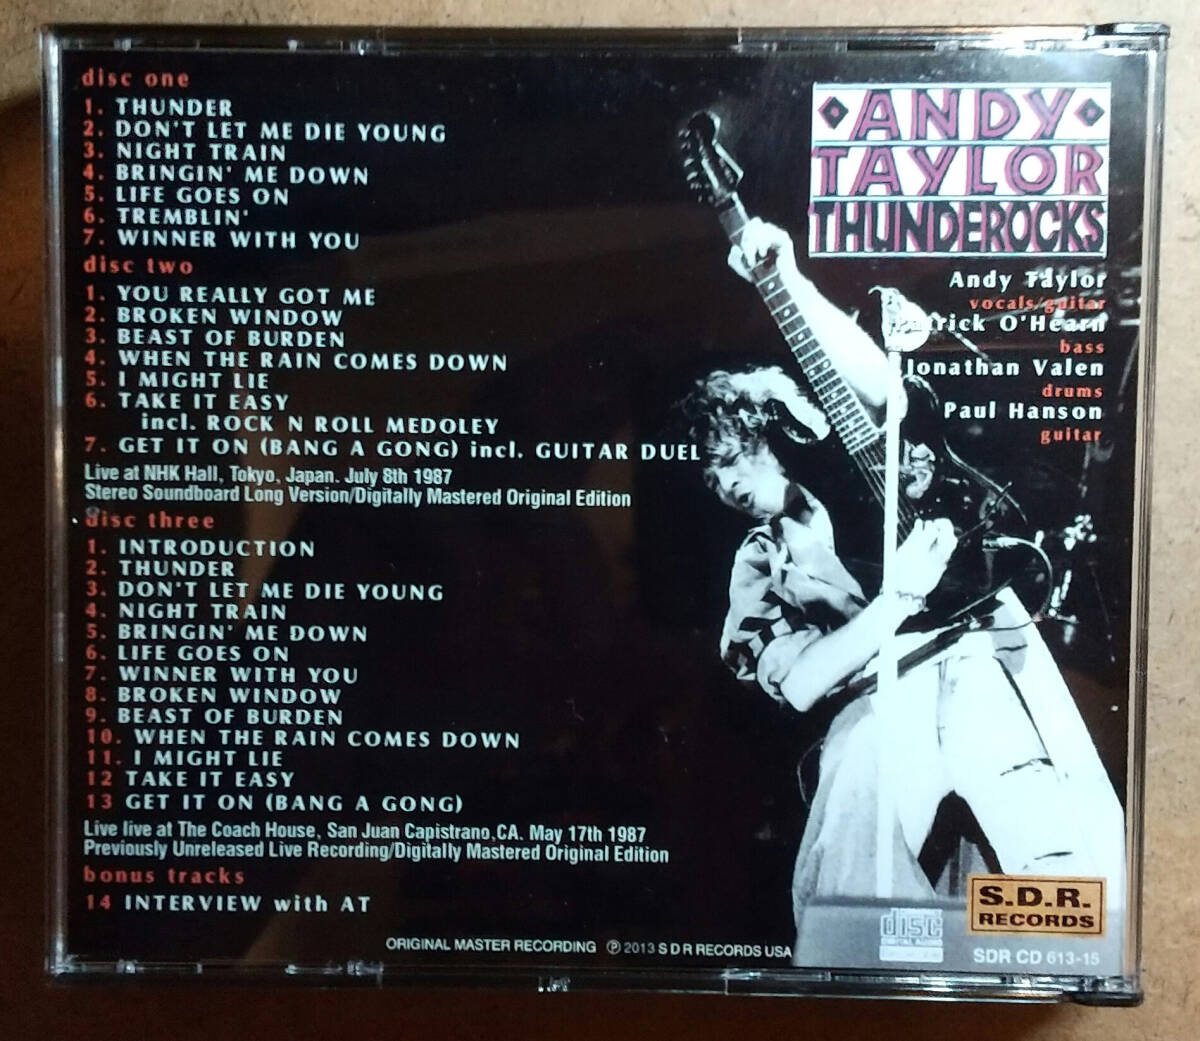 disc one
1. THUNDER
2. DON'T LET ME DIE YOUNG
3. NIGHT TRAIN
4. BRINGIN' ME DOWN
5. LIFE GOES ON
6. TREMBLIN'
7. WINNER WITH YOU
disc two
1. YOU REALLY GOT ME
2. BROKEN WINDOW
3. BEAST OF BURDEN
4. WHEN THE RAIN COMES DOWN
5. I MIGHT LIE
6. TAKE IT EASY
incl. ROCK N ROLL MEDOLEY
7. GET IT ON (BANG A GONG) incl. GUITAR DUEL
Live at NHK Hall, Tokyo, Japan. July 8th 1987
Stereo Soundboard Long Version/Digitally Mastered Original Edition
disc three
1. INTRODUCTION
2. THUNDER
3. DON'T LET ME DIE YOUNG
4. NIGHT TRAIN
5. BRINGIN' ME DOWN
6. LIFE GOES ON
7. WINNER WITH YOU
8. BROKEN WINDOW
9. BEAST OF BURDEN
10. WHEN THE RAIN COMES DOWN
11. I MIGHT LIE
12 TAKE IT EASY
13 GET IT ON (BANG A GONG)
Live live at The Coach House, San Juan Capistrano,CA. May 17th 1987
Previously Unreleased Live Recording/Digitally Mastered Original Edition
bonus tracks
14 INTERVIEW with AT
ORIGINAL MASTER RECORDING ℗ 2013 S D R RECORDS USA
ANDY
TAYLOR
THUNDEROCKS
Andy Taylor
vocals/guitar
Patrick O'Hearn
bass
Jonathan Valen
drums
Paul Hanson
guitar
disc
DIGITAL AUDIO
S.D.R.
RECORDS
SDR CD 613-15